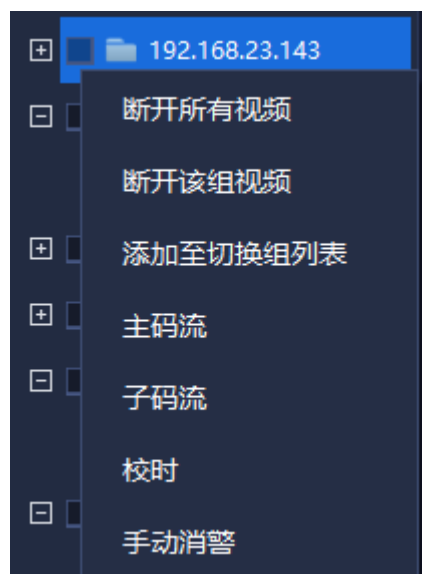 192.168.23.143
断开所有视频
断开该组视频
添加至切换组列表
主码流
子码流
校时
手动消警